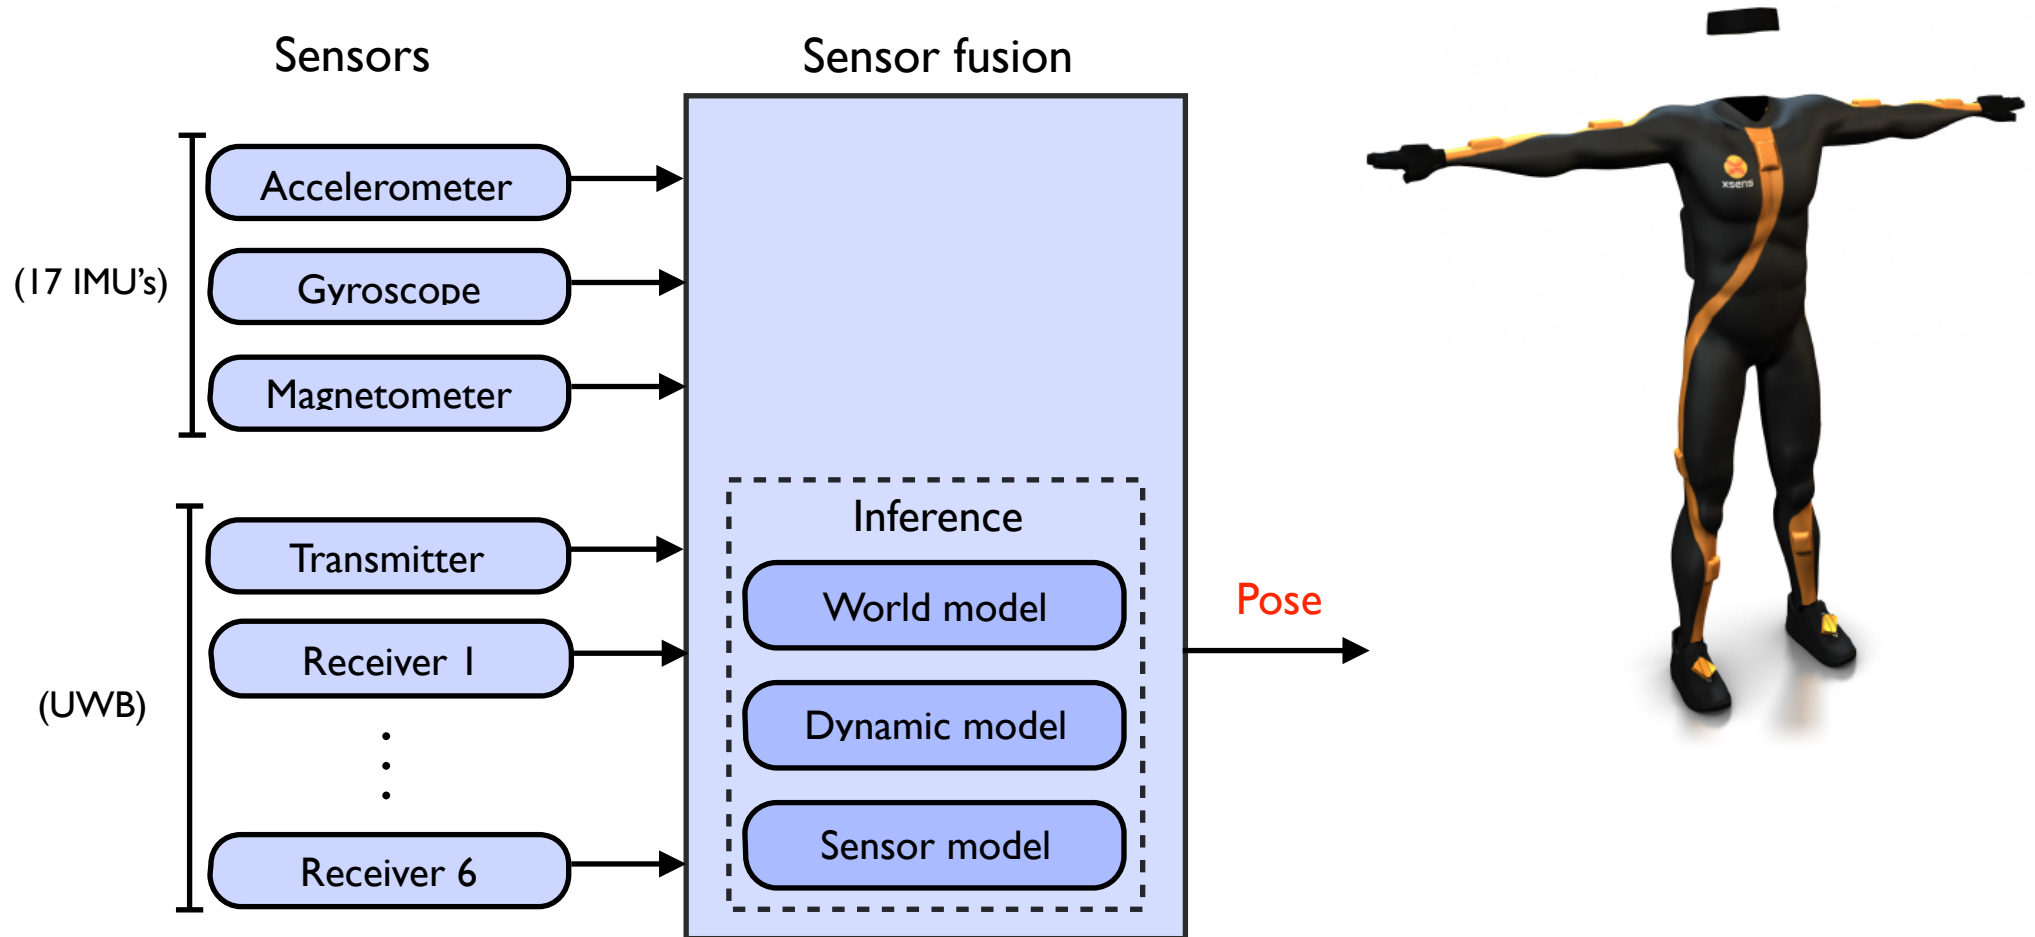 Sensors
Sensor fusion
Accelerometer
Gyroscope
Magnetometer
(17 IMU's)
Transmitter
Receiver 1
Receiver 6
(UWB)
Inference
World model
Dynamic model
Sensor model
Pose
xsens